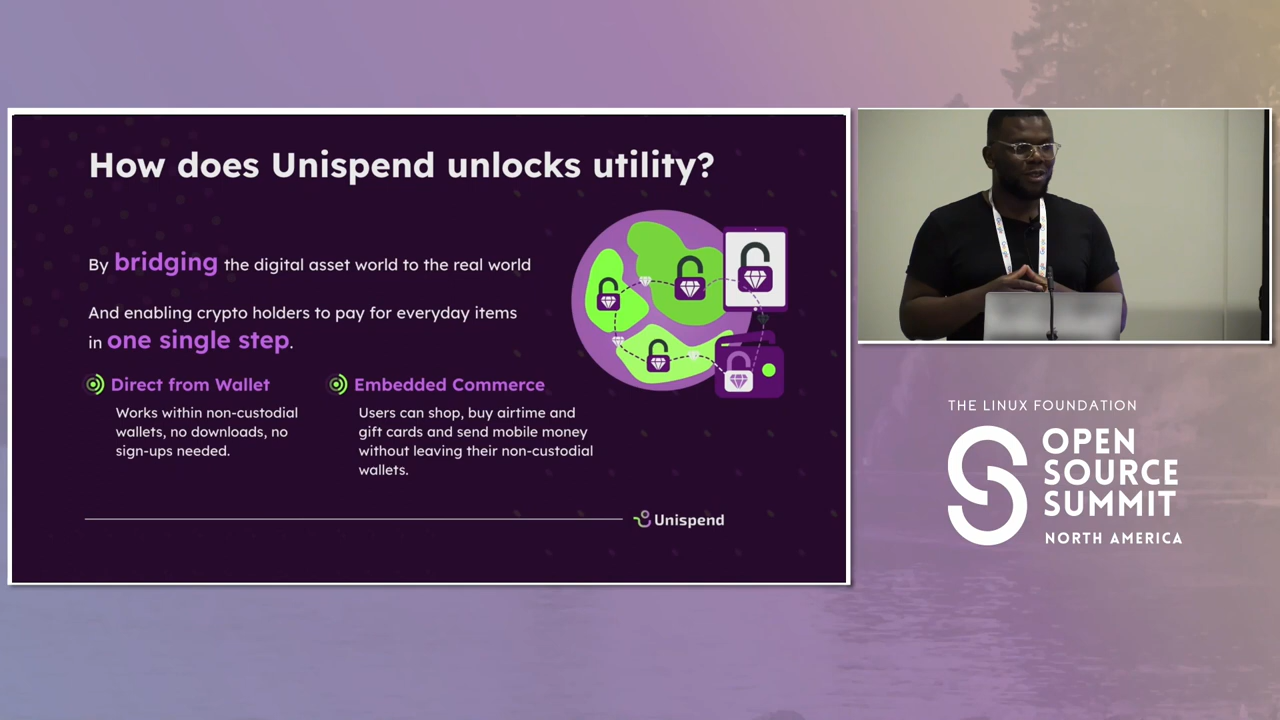 How does Unispend unlocks utility?
By bridging the digital asset world to the real world
And enabling crypto holders to pay for everyday items
in one single step.
Direct from Wallet
Works within non-custodial
wallets, no downloads, no
sign-ups needed.
Embedded Commerce
Users can shop, buy airtime and
gift cards and send mobile money
without leaving their non-custodial
wallets.
Unispend
THE LINUX FOUNDATION
OPEN
SOURCE
SUMMIT
NORTH AMERICA